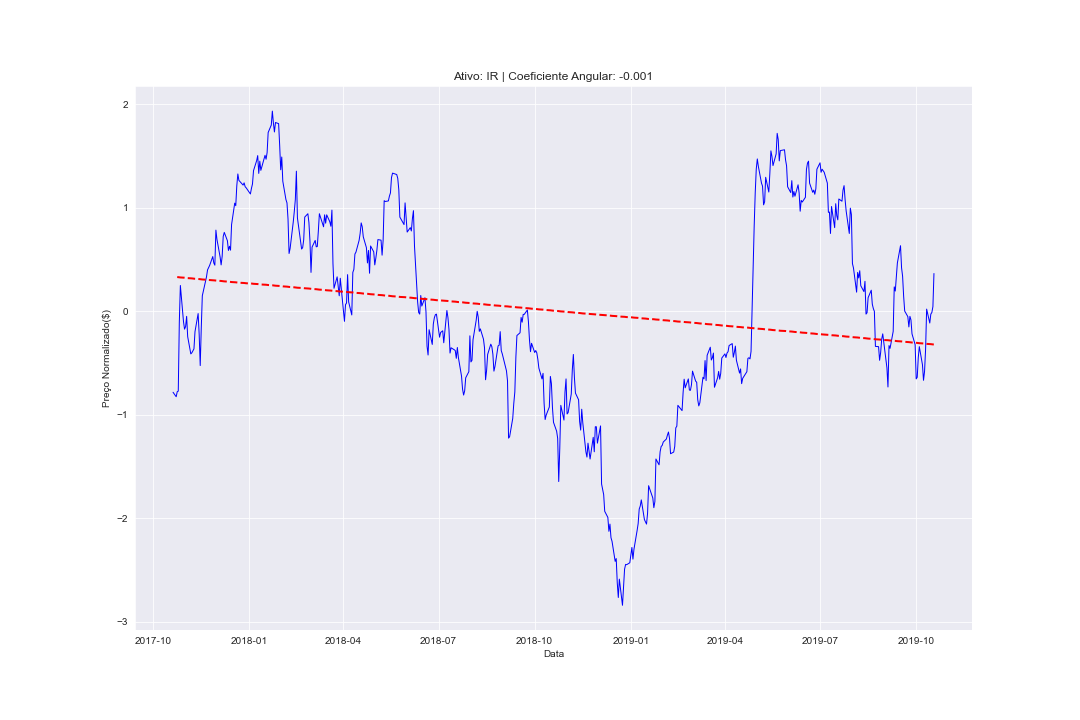 Ativo: IR | Coeficiente Angular: -0.001
Preço Normalizado($)
2
1
0
−1
−2
−3
2017-10 2018-01 2018-04 2018-07 2018-10 2019-01 2019-04 2019-07 2019-10
Data